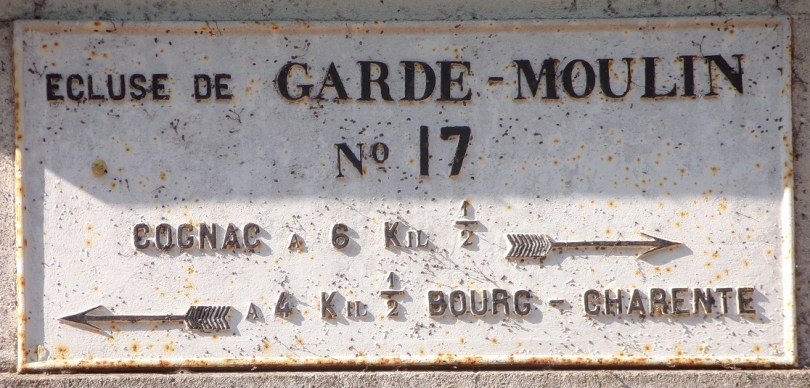 ECLUSE DE GARDE-MOULIN
No 17
COGNAC A 6 KIL 1/2
A 4 KIL 1/2 BOURG-CHARENTE